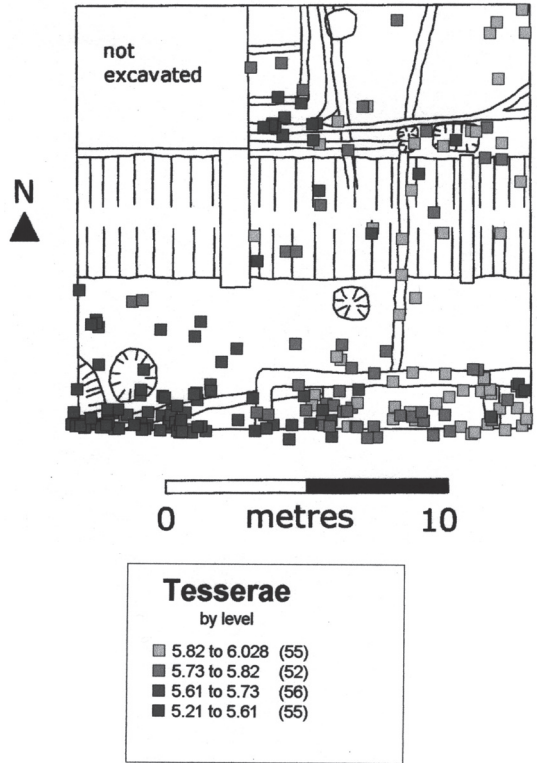 not
excavated
N
0 metres 10
Tesserae
by level
5.82 to 6.028 (55)
5.73 to 5.82 (52)
5.61 to 5.73 (56)
5.21 to 5.61 (55)